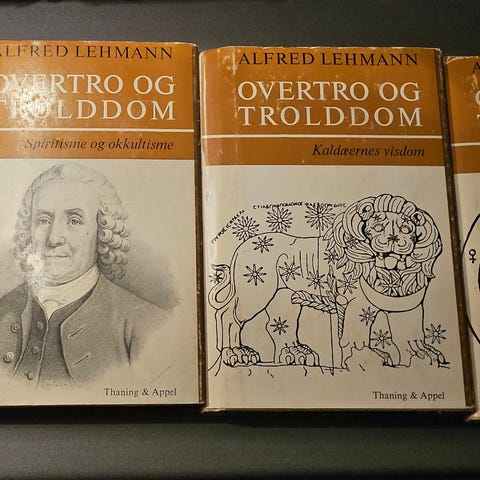 ALFRED LEHMANN
OVERTRO OG
TROLDDOM
Spiritisme og okkultisme
Thaning & Appel
ALFRED LEHMANN
OVERTRO OG
TROLDDOM
Kaldæernes visdom
Thaning & Appel
A
T
♀